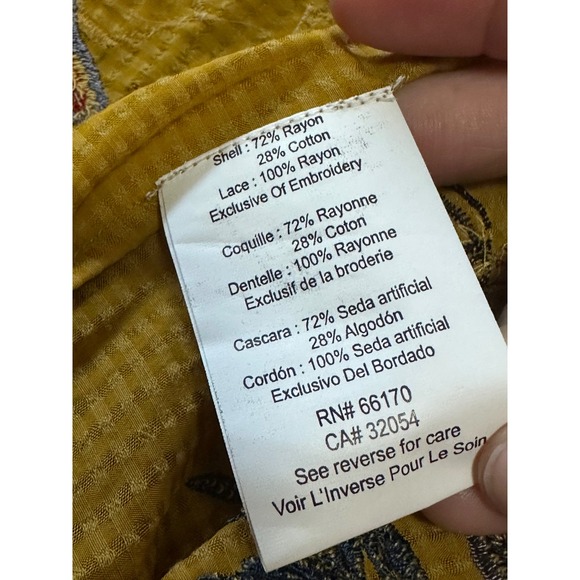 Shell : 72% Rayon
28% Cotton
Lace : 100% Rayon
Exclusive Of Embroidery
Coquille : 72% Rayonne
28% Coton
Dentelle : 100% Rayonne
Exclusif de la broderie
Cascara : 72% Seda artificial
28% Algodón
Cordón : 100% Seda artificial
Exclusivo Del Bordado
RN# 66170
CA# 32054
See reverse for care
Voir L'Inverse Pour Le Soin